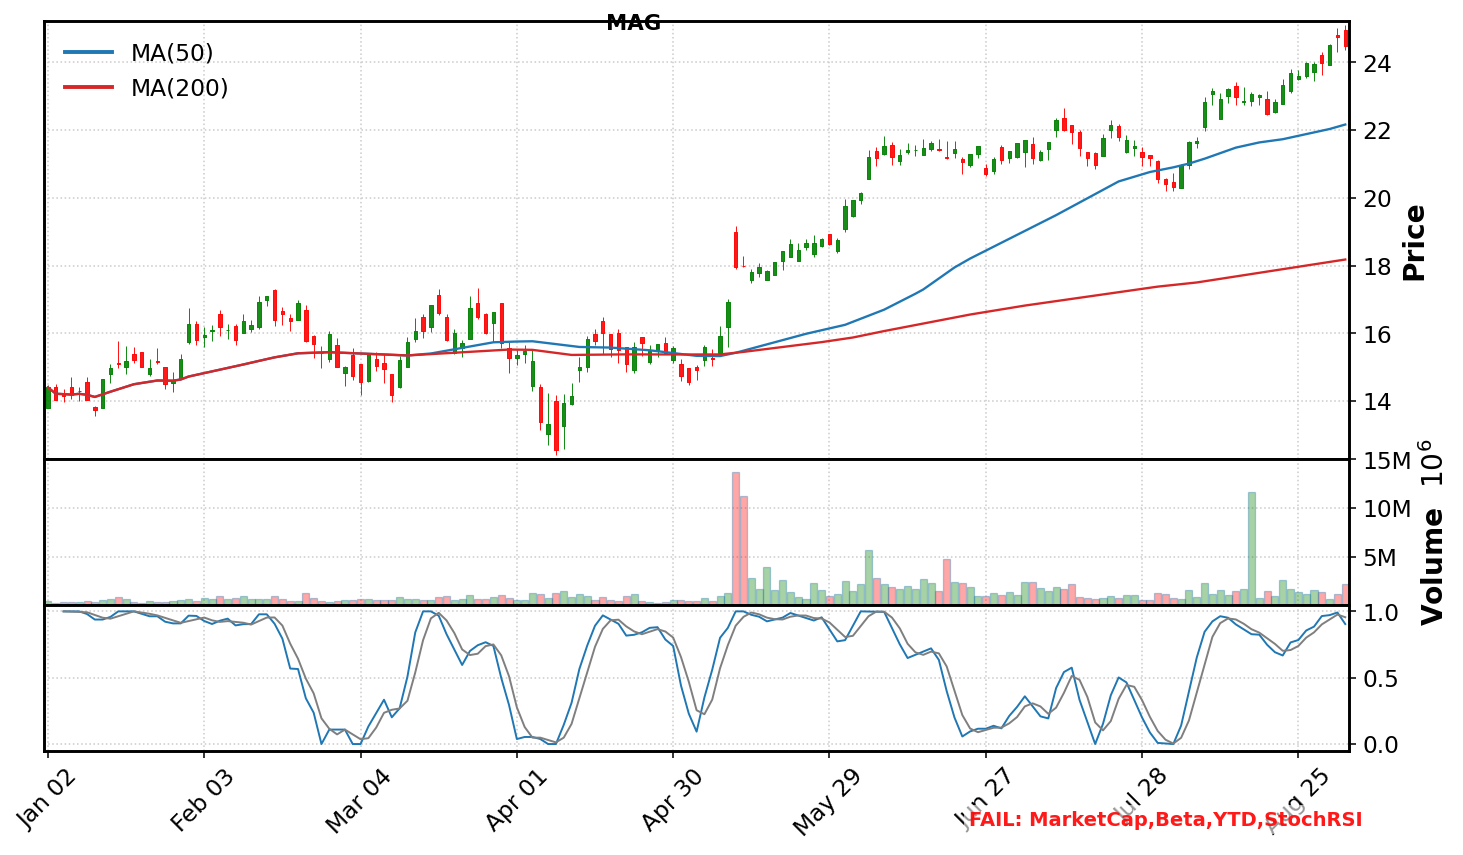 MAG
MA(50)
MA(200)
24
22
20
18
16
14
Price
15M
10M
5M
Volume 10^6
1.0
0.5
0.0
Jan 02
Feb 03
Mar 04
Apr 01
Apr 30
May 29
Jun 27
Jul 28
Aug 25
FAIL: MarketCap,Beta,YTD,StochRSI